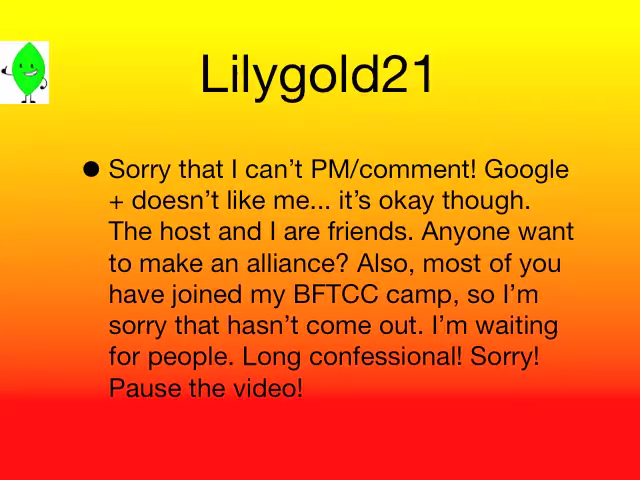 Lilygold21
• Sorry that I can’t PM/comment! Google
+ doesn’t like me... it’s okay though.
The host and I are friends. Anyone want
to make an alliance? Also, most of you
have joined my BFTCC camp, so I’m
sorry that hasn’t come out. I’m waiting
for people. Long confessional! Sorry!
Pause the video!